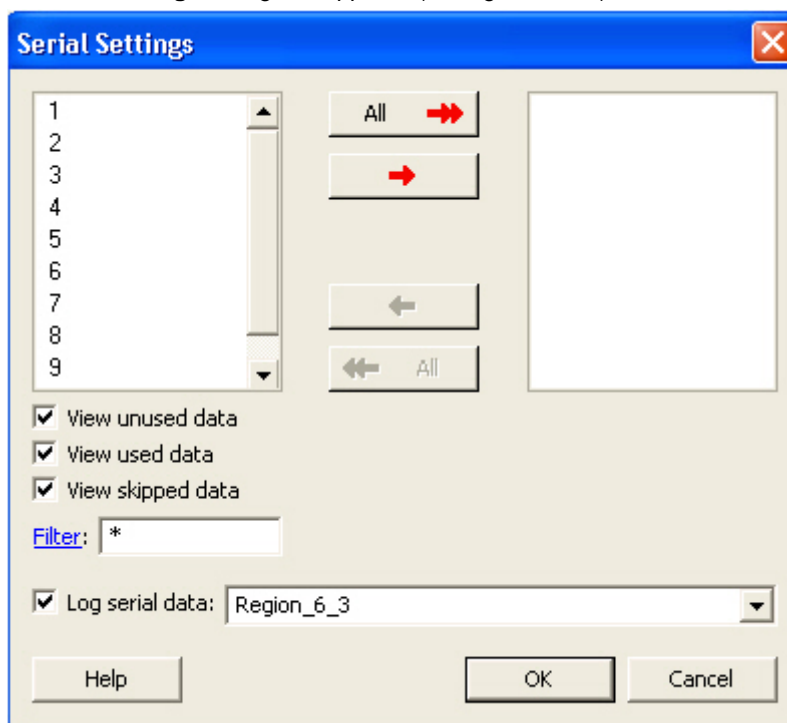 Serial Settings
1
2
3
4
5
6
7
8
9
All
All
View unused data
View used data
View skipped data
Filter: *
Log serial data: Region_6_3
Help OK Cancel